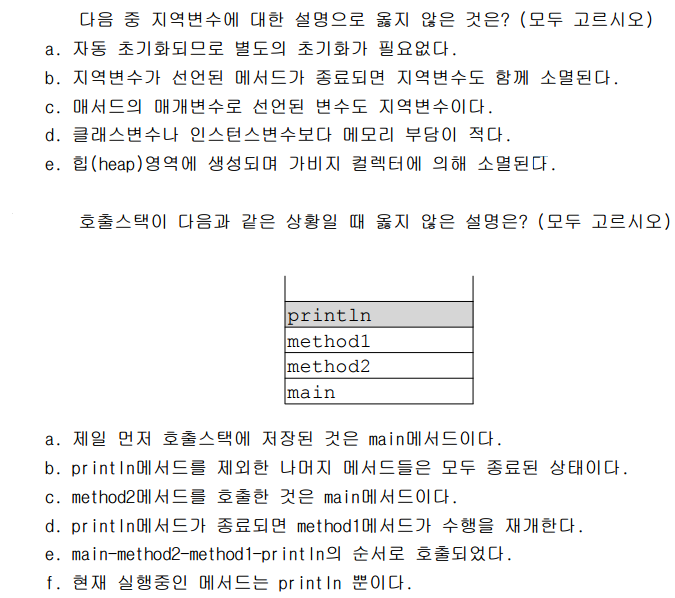 다음 중 지역변수에 대한 설명으로 옳지 않은 것은? (모두 고르시오)
a. 자동 초기화되므로 별도의 초기화가 필요없다.
b. 지역변수가 선언된 메서드가 종료되면 지역변수도 함께 소멸된다.
c. 매서드의 매개변수로 선언된 변수도 지역변수이다.
d. 클래스변수나 인스턴스변수보다 메모리 부담이 적다.
e. 힙(heap)영역에 생성되며 가비지 컬렉터에 의해 소멸된다.
호출스택이 다음과 같은 상황일 때 옳지 않은 설명은? (모두 고르시오)
println
method1
method2
main
a. 제일 먼저 호출스택에 저장된 것은 main메서드이다.
b. println메서드를 제외한 나머지 메서드들은 모두 종료된 상태이다.
c. method2메서드를 호출한 것은 main메서드이다.
d. println메서드가 종료되면 method1메서드가 수행을 재개한다.
e. main-method2-method1-println의 순서로 호출되었다.
f. 현재 실행중인 메서드는 println 뿐이다.